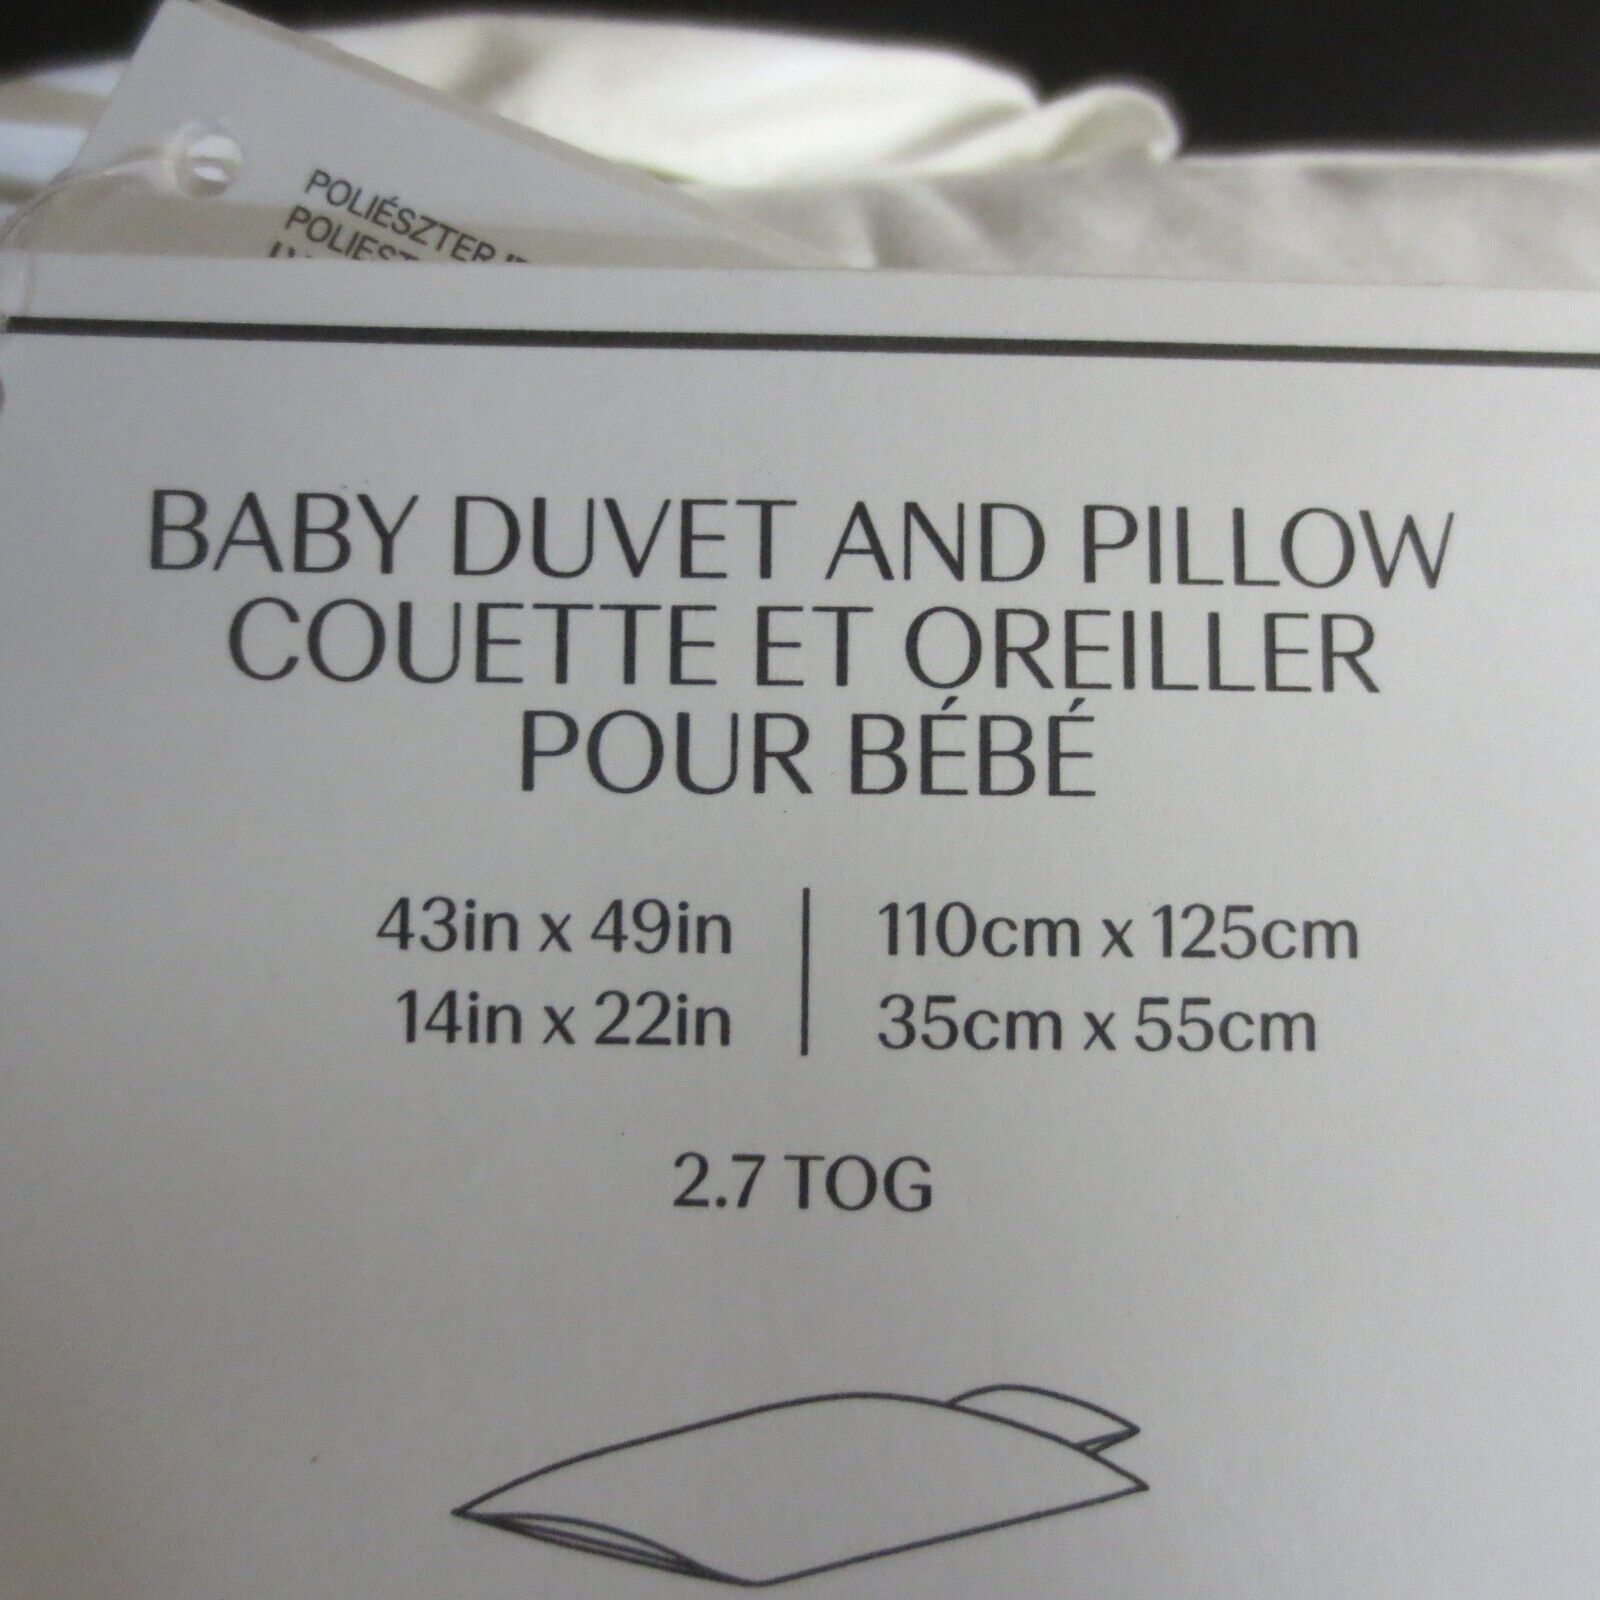 POLIÉSZTER
BABY DUVET AND PILLOW
COUETTE ET OREILLER
POUR BÉBÉ
43in x 49in | 110cm x 125cm
14in x 22in | 35cm x 55cm
2.7 TOG